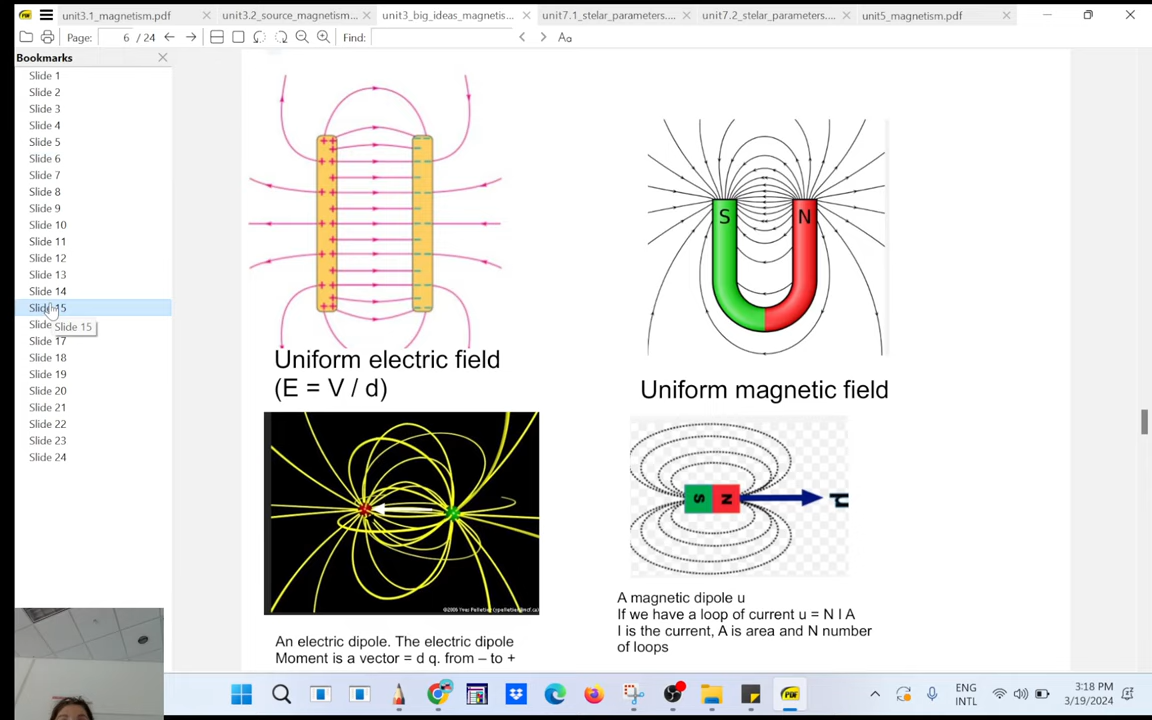 unit3.1_magnetism.pdf
unit3.2_source_magnetism....
unit3_big_ideas_magnetis...
unit7.1_stelar_parameters....
unit7.2_stelar_parameters....
unit5_magnetism.pdf
Page: 6 / 24
Find:
Aa
Bookmarks
Slide 1
Slide 2
Slide 3
Slide 4
Slide 5
Slide 6
Slide 7
Slide 8
Slide 9
Slide 10
Slide 11
Slide 12
Slide 13
Slide 14
Slide 15
Slide
Slide 15
Slide 17
Slide 18
Slide 19
Slide 20
Slide 21
Slide 22
Slide 23
Slide 24
S N
Uniform electric field
(E = V / d)
Uniform magnetic field
S N
µ
A magnetic dipole u
If we have a loop of current u = N I A
I is the current, A is area and N number
of loops
An electric dipole. The electric dipole
Moment is a vector = d q. from – to +
PDF
ENG
INTL
3:18 PM
3/19/2024